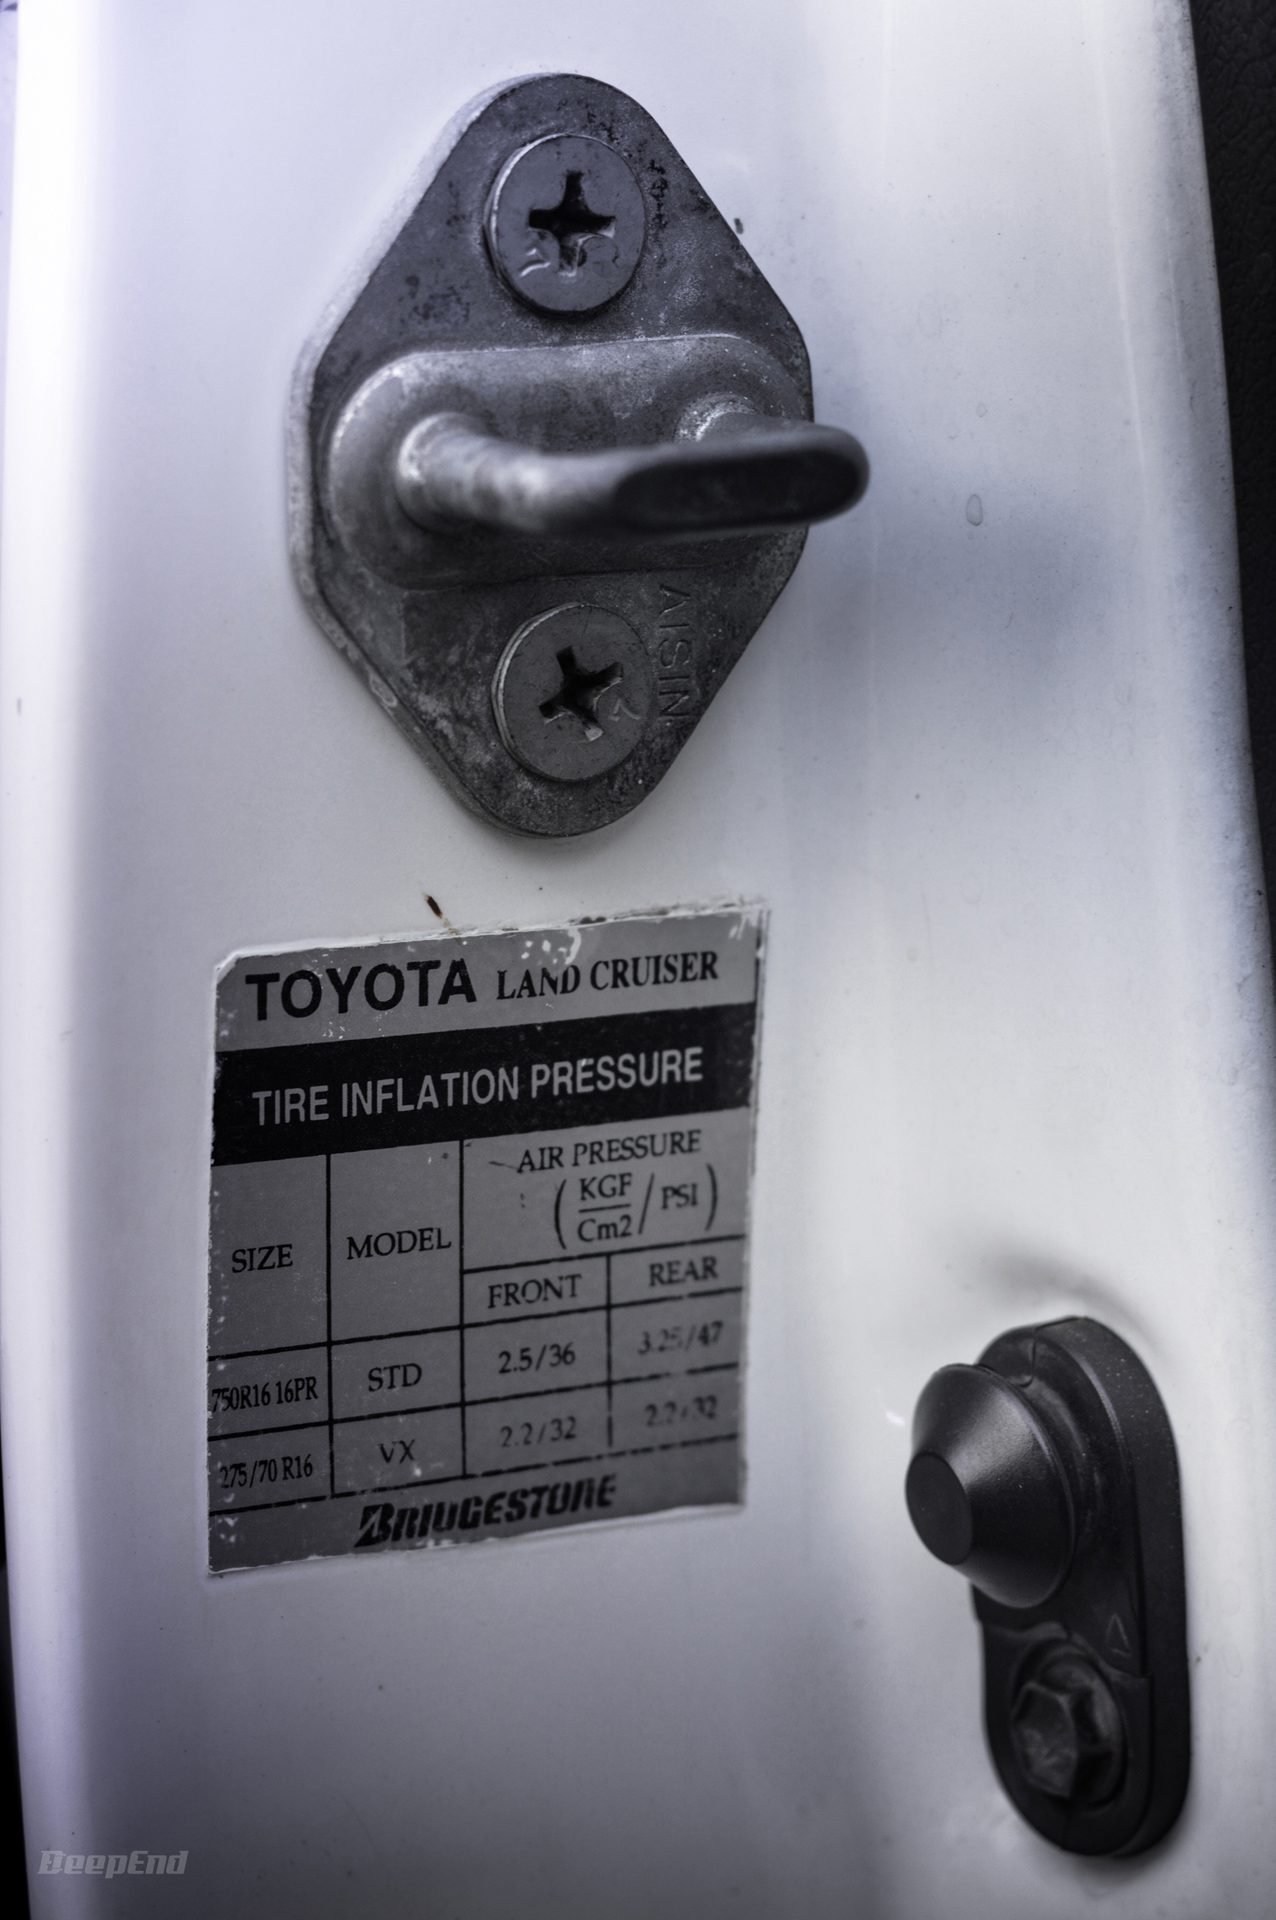 AISIN
TOYOTA LAND CRUISER
TIRE INFLATION PRESSURE
SIZE MODEL AIR PRESSURE
(KGF/Cm2 / PSI)
FRONT REAR
750R16 16PR STD 2.5/36 3.25/47
275/70 R16 VX 2.2/32 2.2/32
BRIDGESTONE
DeepEnd